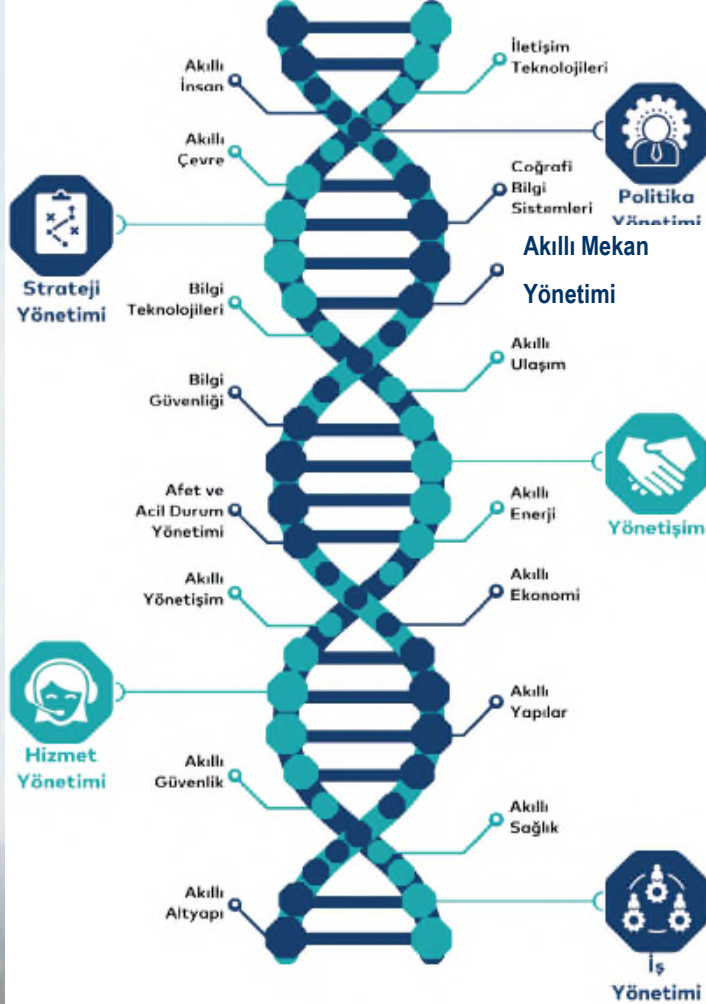 İletişim
Teknolojileri
Akıllı
İnsan
Akıllı
Çevre
Coğrafi
Bilgi
Sistemleri
Politika
Yönetimi
Akıllı Mekan
Yönetimi
Strateji
Yönetimi
Bilgi
Teknolojileri
Akıllı
Ulaşım
Bilgi
Güvenliği
Afet ve
Acil Durum
Yönetimi
Akıllı
Enerji
Yönetişim
Akıllı
Yönetişim
Akıllı
Ekonomi
Akıllı
Yapılar
Hizmet
Yönetimi
Akıllı
Güvenlik
Akıllı
Sağlık
Akıllı
Altyapı
İş
Yönetimi